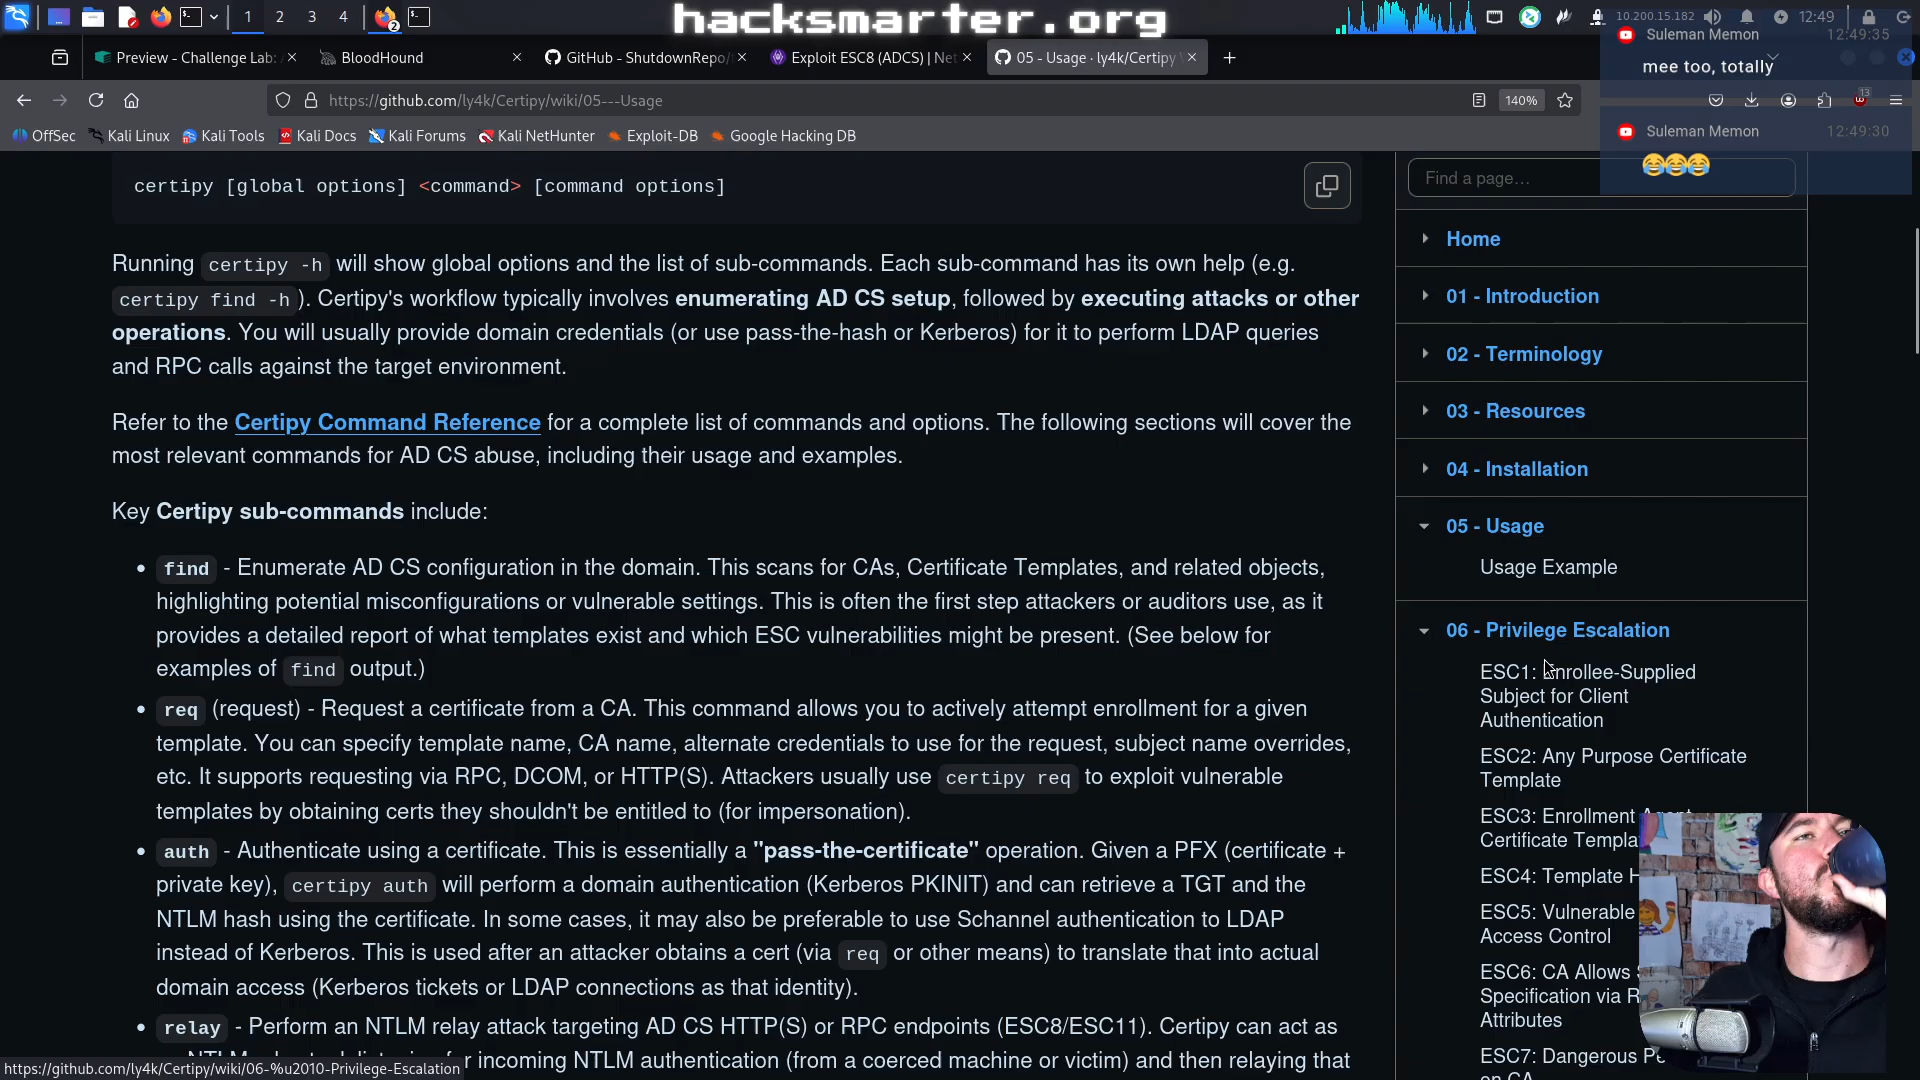 hacksmarter.org
1
2
3
4
2
10.200.15.182
12:49
Preview - Challenge Lab:
BloodHound
GitHub - ShutdownRepo/
Exploit ESC8 (ADCS) | Net
05 - Usage · ly4k/Certipy
Suleman Memon 12:49:35
mee too, totally
https://github.com/ly4k/Certipy/wiki/05---Usage
140%
13
OffSec
Kali Linux
Kali Tools
Kali Docs
Kali Forums
Kali NetHunter
Exploit-DB
Google Hacking DB
Suleman Memon 12:49:30
😂😂😂
certipy [global options] <command> [command options]
Running certipy -h will show global options and the list of sub-commands. Each sub-command has its own help (e.g.
certipy find -h). Certipy's workflow typically involves enumerating AD CS setup, followed by executing attacks or other
operations. You will usually provide domain credentials (or use pass-the-hash or Kerberos) for it to perform LDAP queries
and RPC calls against the target environment.
Refer to the Certipy Command Reference for a complete list of commands and options. The following sections will cover the
most relevant commands for AD CS abuse, including their usage and examples.
Key Certipy sub-commands include:
• find - Enumerate AD CS configuration in the domain. This scans for CAs, Certificate Templates, and related objects,
highlighting potential misconfigurations or vulnerable settings. This is often the first step attackers or auditors use, as it
provides a detailed report of what templates exist and which ESC vulnerabilities might be present. (See below for
examples of find output.)
• req (request) - Request a certificate from a CA. This command allows you to actively attempt enrollment for a given
template. You can specify template name, CA name, alternate credentials to use for the request, subject name overrides,
etc. It supports requesting via RPC, DCOM, or HTTP(S). Attackers usually use certipy req to exploit vulnerable
templates by obtaining certs they shouldn't be entitled to (for impersonation).
• auth - Authenticate using a certificate. This is essentially a "pass-the-certificate" operation. Given a PFX (certificate +
private key), certipy auth will perform a domain authentication (Kerberos PKINIT) and can retrieve a TGT and the
NTLM hash using the certificate. In some cases, it may also be preferable to use Schannel authentication to LDAP
instead of Kerberos. This is used after an attacker obtains a cert (via req or other means) to translate that into actual
domain access (Kerberos tickets or LDAP connections as that identity).
• relay - Perform an NTLM relay attack targeting AD CS HTTP(S) or RPC endpoints (ESC8/ESC11). Certipy can act as
r incoming NTLM authentication (from a coerced machine or victim) and then relaying that
https://github.com/ly4k/Certipy/wiki/06-%u2010-Privilege-Escalation
Find a page…
Home
01 - Introduction
02 - Terminology
03 - Resources
04 - Installation
05 - Usage
Usage Example
06 - Privilege Escalation
ESC1: Enrollee-Supplied
Subject for Client
Authentication
ESC2: Any Purpose Certificate
Template
ESC3: Enrollment Agent
Certificate Templa
ESC4: Template H
ESC5: Vulnerable
Access Control
ESC6: CA Allows
Specification via R
Attributes
ESC7: Dangerous Pe
on CA